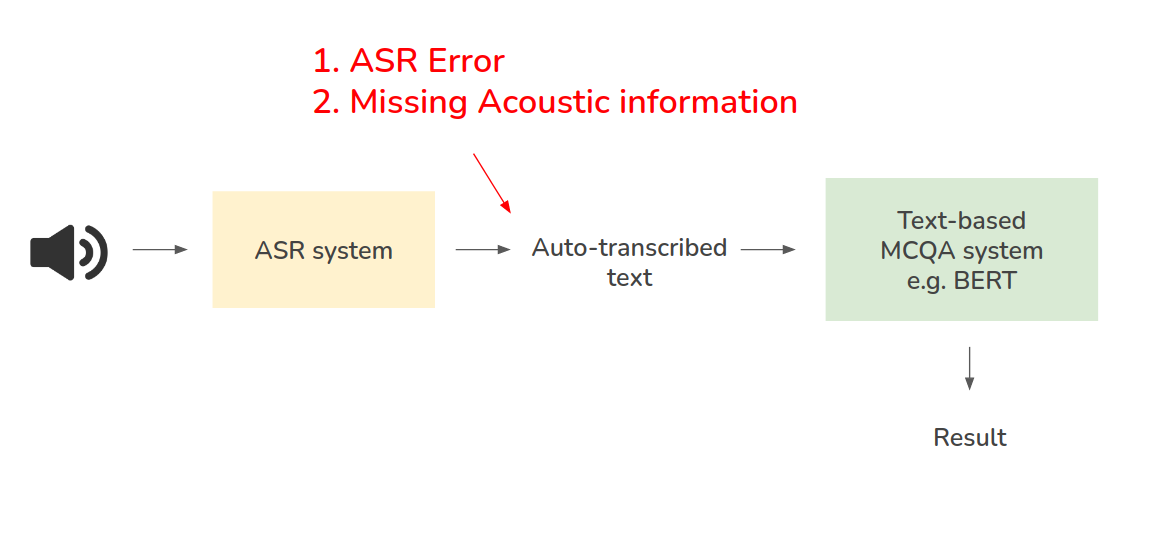 1. ASR Error
2. Missing Acoustic information
ASR system
Auto-transcribed
text
Text-based
MCQA system
e.g. BERT
Result